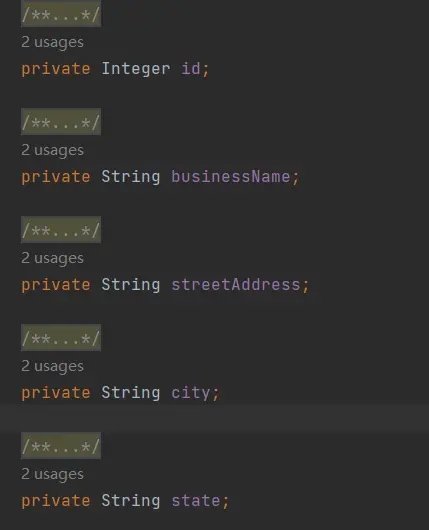 /**...*/
2 usages
private Integer id;
/**...*/
2 usages
private String businessName;
/**...*/
2 usages
private String streetAddress;
/**...*/
2 usages
private String city;
/**...*/
2 usages
private String state;